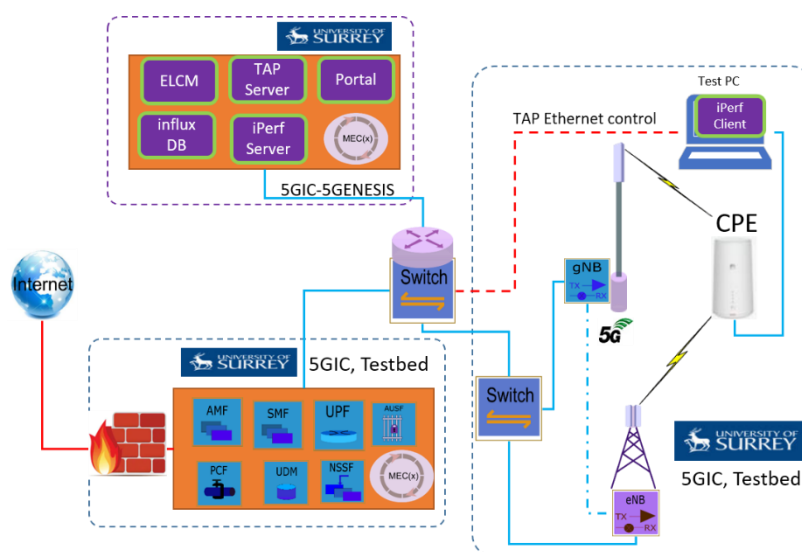 UNIVERSITY OF
SURREY
ELCM
TAP
Server
Portal
influx
DB
iPerf
Server
MEC(x)
5GIC-5GENESIS
Test PC
iPerf
Client
TAP Ethernet control
CPE
Switch
gNB
TX
RX
5G
Internet
UNIVERSITY OF
SURREY
5GIC, Testbed
AMF
SMF
UPF
AUSF
PCF
UDM
NSSF
MEC(x)
Switch
UNIVERSITY OF
SURREY
5GIC, Testbed
eNB
TX
RX